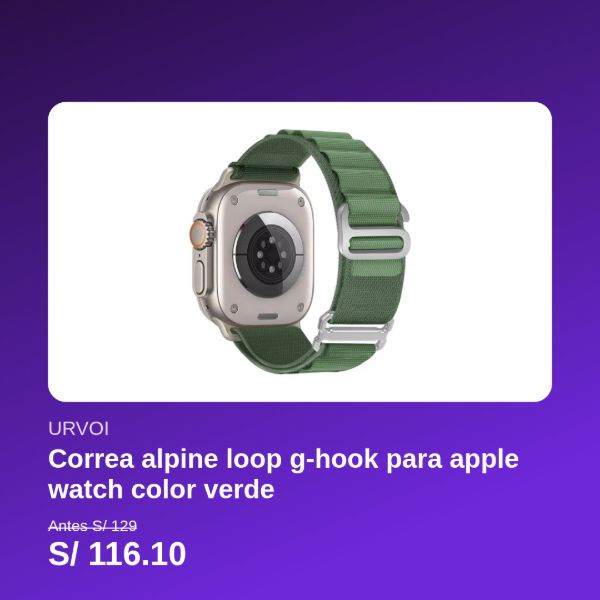 URVOI
Correa alpine loop g-hook para apple
watch color verde
Antes S/ 129
S/ 116.10